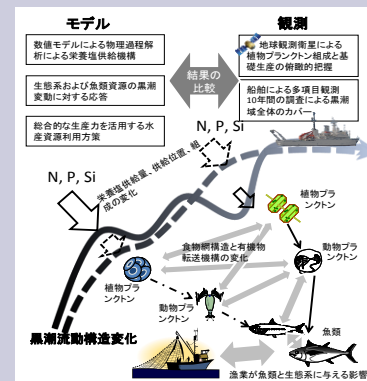 モデル
数値モデルによる物理過程解
析による栄養塩供給機構
生態系および魚類資源の黒潮
変動に対する応答
総合的な生産力を活用する水
産資源利用方策
結果の
比較
観測
地球観測衛星による
植物プランクトン組成と基
礎生産の俯瞰的把握
船舶による多項目観測
10年間の調査による黒潮
域全体のカバー
N, P, Si
N, P, Si
栄養塩供給量、供給位置、組
成の変化
植物プラ
ンクトン
食物網構造と有機物
転送機構の変化
動物プラ
ンクトン
植物プラ
ンクトン
動物プラ
ンクトン
魚類
黒潮流動構造変化
漁業が魚類と生態系に与える影響